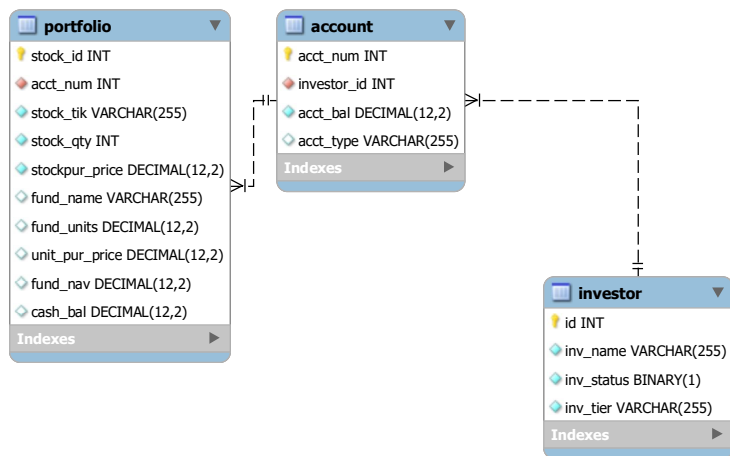 portfolio
stock_id INT
acct_num INT
stock_tik VARCHAR(255)
stock_qty INT
stockpur_price DECIMAL(12,2)
fund_name VARCHAR(255)
fund_units DECIMAL(12,2)
unit_pur_price DECIMAL(12,2)
fund_nav DECIMAL(12,2)
cash_bal DECIMAL(12,2)
Indexes
account
acct_num INT
investor_id INT
acct_bal DECIMAL(12,2)
acct_type VARCHAR(255)
Indexes
investor
id INT
inv_name VARCHAR(255)
inv_status BINARY(1)
inv_tier VARCHAR(255)
Indexes